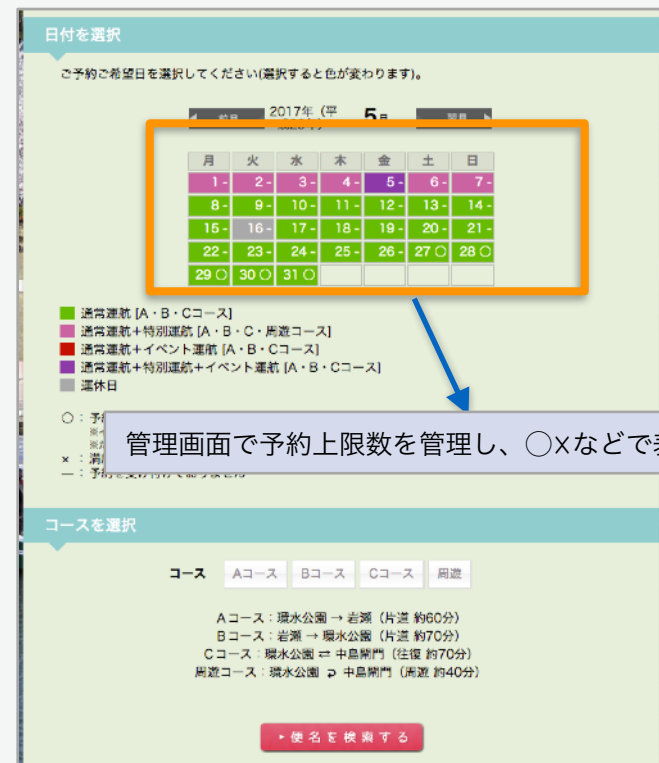 日付を選択
ご予約ご希望日を選択してください(選択すると色が変わります)。
2017年 (平
5月
月 火 水 木 金 土 日
1 - 2 - 3 - 4 - 5 - 6 - 7 -
8 - 9 - 10 - 11 - 12 - 13 - 14 -
15 - 16 - 17 - 18 - 19 - 20 - 21 -
22 - 23 - 24 - 25 - 26 - 27 ○ 28 ○
29 ○ 30 ○ 31 ○
通常運航 [A・B・Cコース]
通常運航+特別運航 [A・B・C・周遊コース]
通常運航+イベント運航 [A・B・Cコース]
通常運航+特別運航+イベント運航 [A・B・Cコース]
運休日
○ : 予
管理画面で予約上限数を管理し、◯☓などで
× : 満
コースを選択
コース Aコース Bコース Cコース 周遊
Aコース:環水公園 → 岩瀬 (片道 約60分)
Bコース:岩瀬 → 環水公園 (片道 約70分)
Cコース:環水公園 ⇄ 中島閘門 (往復 約70分)
周遊コース:環水公園 ⊋ 中島閘門 (周遊 約40分)
便名を検索する